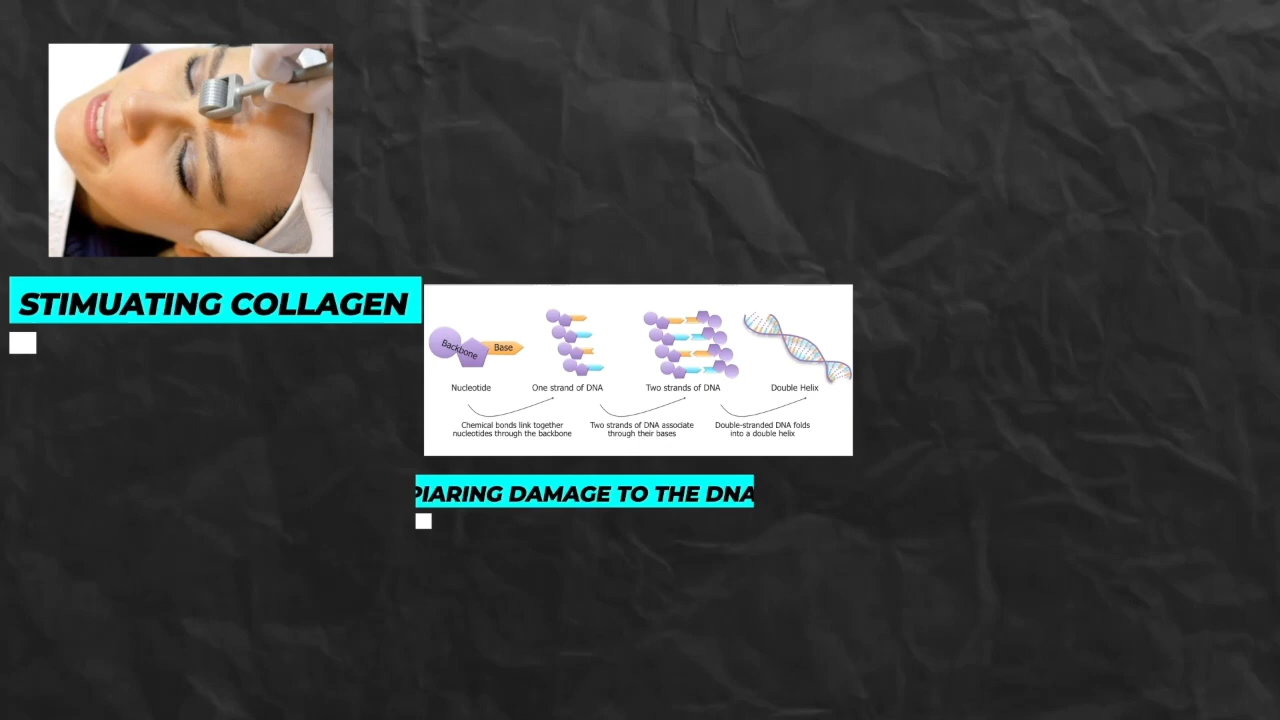 STIMUATING COLLAGEN
Backbone
Base
Nucleotide
One strand of DNA
Two strands of DNA
Double Helix
Chemical bonds link together
nucleotides through the backbone
Two strands of DNA associate
through their bases
Double-stranded DNA folds
into a double helix
PIARING DAMAGE TO THE DNA